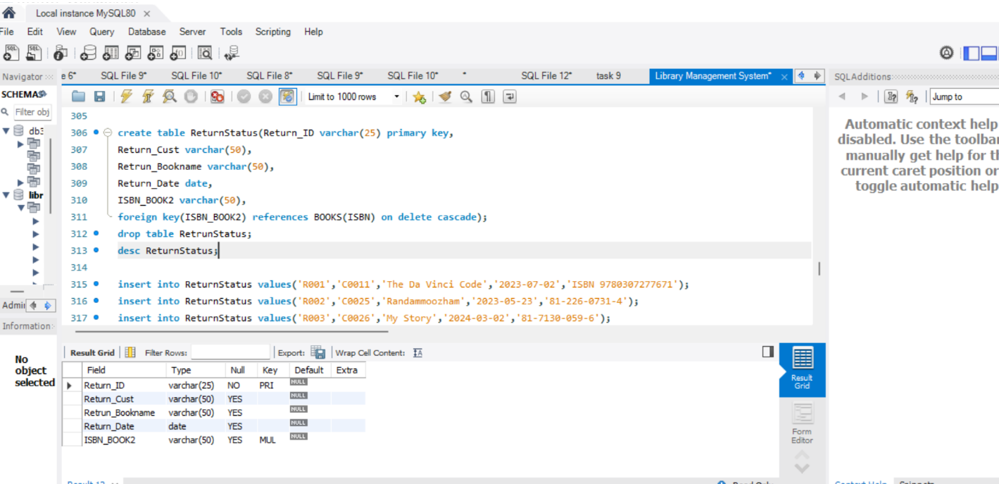 Local instance MySQL80
File Edit View Query Database Server Tools Scripting Help
Navigator
e 6* SQL File 9* SQL File 10* SQL File 8* SQL File 9* SQL File 10* * SQL File 12* task 9 Library Management System*
SQLAdditions
SCHEMAS
Limit to 1000 rows
Jump to
Filter obj
db3
libr
Automatic context help
disabled. Use the toolbar
manually get help for
current caret position or
toggle automatic help
305
306 create table ReturnStatus(Return_ID varchar(25) primary key,
307 Return_Cust varchar(50),
308 Retrun_Bookname varchar(50),
309 Return_Date date,
310 ISBN_BOOK2 varchar(50),
311 foreign key(ISBN_BOOK2) references BOOKS(ISBN) on delete cascade);
312 drop table RetrunStatus;
313 desc ReturnStatus;
314
315 insert into ReturnStatus values('R001','C0011','The Da Vinci Code','2023-07-02','ISBN 9780307277671');
316 insert into ReturnStatus values('R002','C0025','Randammoozham','2023-05-23','81-226-0731-4');
317 insert into ReturnStatus values('R003','C0026','My Story','2024-03-02','81-7130-059-6');
Admi
Information
No
object
selected
Result Grid Filter Rows: Export: Wrap Cell Content:
Field Type Null Key Default Extra
Return_ID varchar(25) NO PRI NULL
Return_Cust varchar(50) YES NULL
Retrun_Bookname varchar(50) YES NULL
Return_Date date YES NULL
ISBN_BOOK2 varchar(50) YES MUL NULL
Result
Grid
Form
Editor